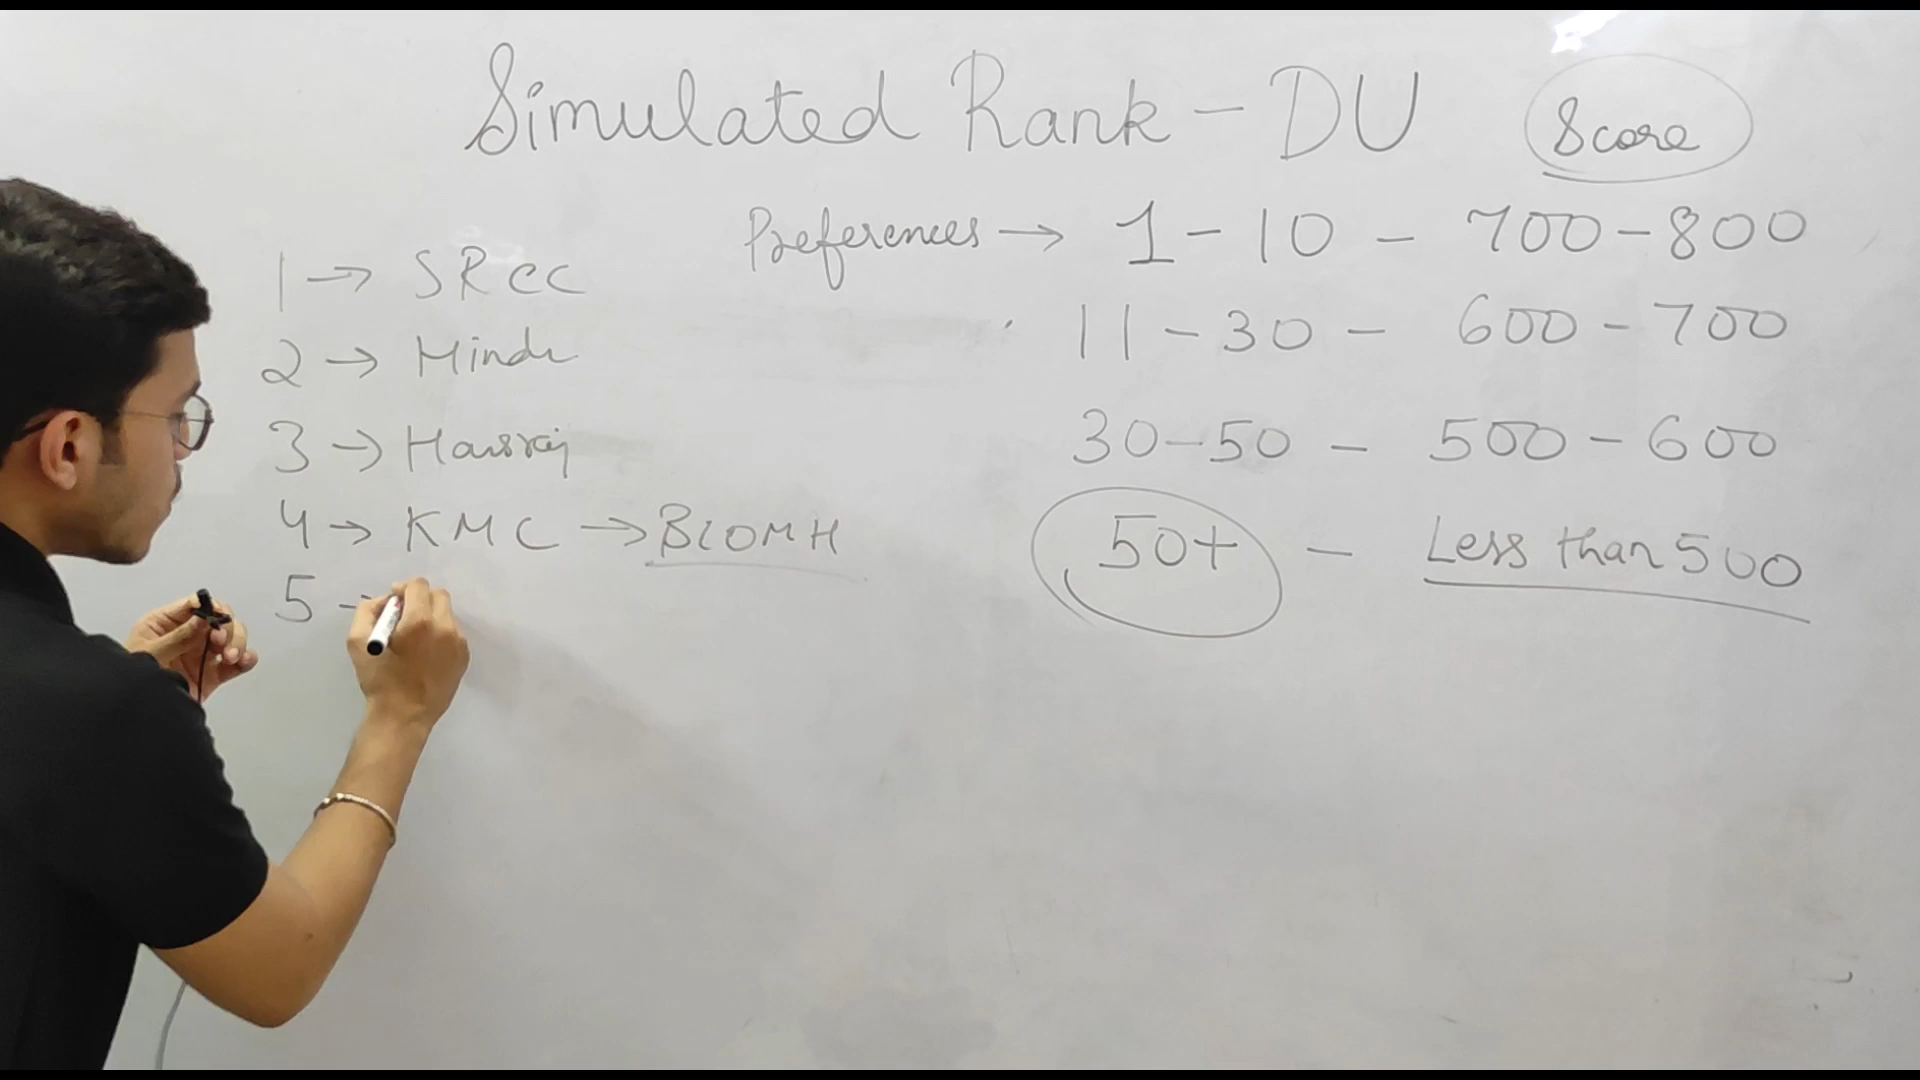 Simulated Rank - DU Score
Preferences → 1 - 10 - 700 - 800
11 - 30 - 600 - 700
30 - 50 - 500 - 600
50+ - Less than 500
1 → SRCC
2 → Hindu
3 → Hansraj
4 → KMC → BCOMH
5 -